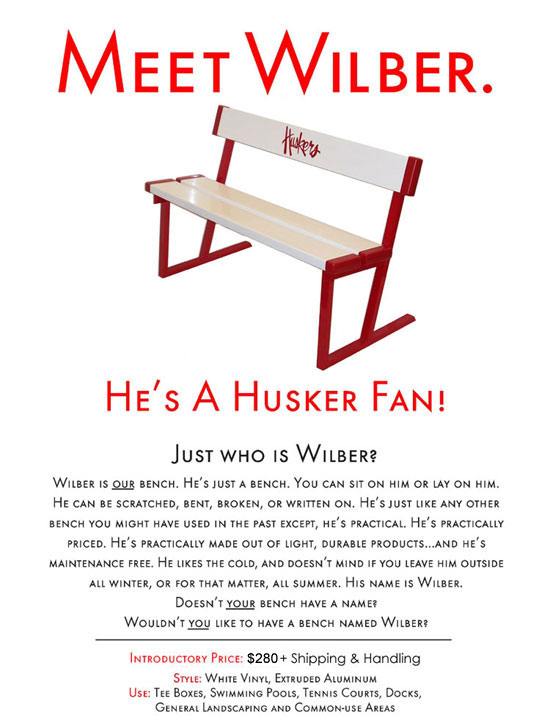 Meet Wilber.
Huskers
He's A Husker Fan!
Just who is Wilber?
Wilber is our bench. He's just a bench. You can sit on him or lay on him.
He can be scratched, bent, broken, or written on. He's just like any other
bench you might have used in the past except, he's practical. He's practically
priced. He's practically made out of light, durable products...and he's
maintenance free. He likes the cold, and doesn't mind if you leave him outside
all winter, or for that matter, all summer. His name is Wilber.
Doesn't your bench have a name?
Wouldn't you like to have a bench named Wilber?
Introductory Price: $280+ Shipping & Handling
Style: White Vinyl, Extruded Aluminum
Use: Tee Boxes, Swimming Pools, Tennis Courts, Docks,
General Landscaping and Common-use Areas